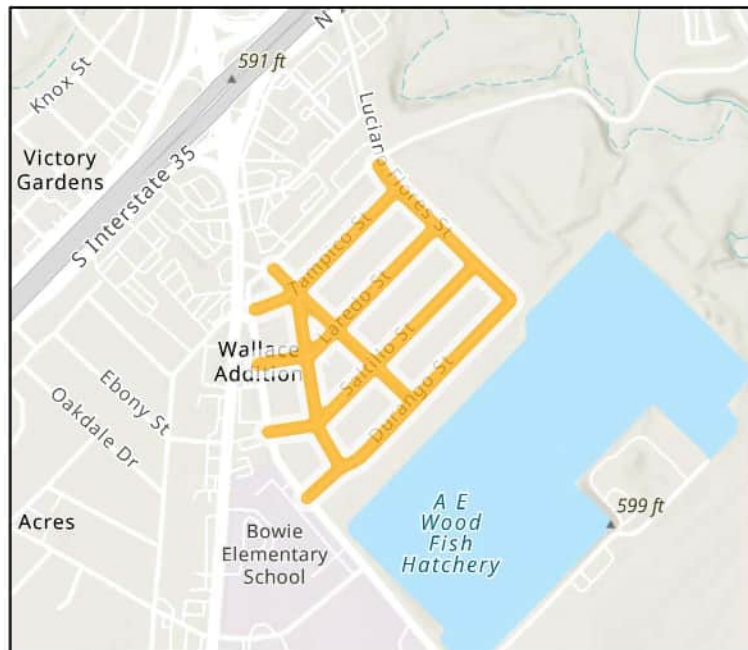 N
591 ft
Knox St
Luciano Flores St
Victory
Gardens
S Interstate 35
Tampico St
Laredo St
Wallace
Addition
Saltillo St
Ebony St
Durango St
Oakdale Dr
A E
Wood
Fish
Hatchery
599 ft
Acres
Bowie
Elementary
School